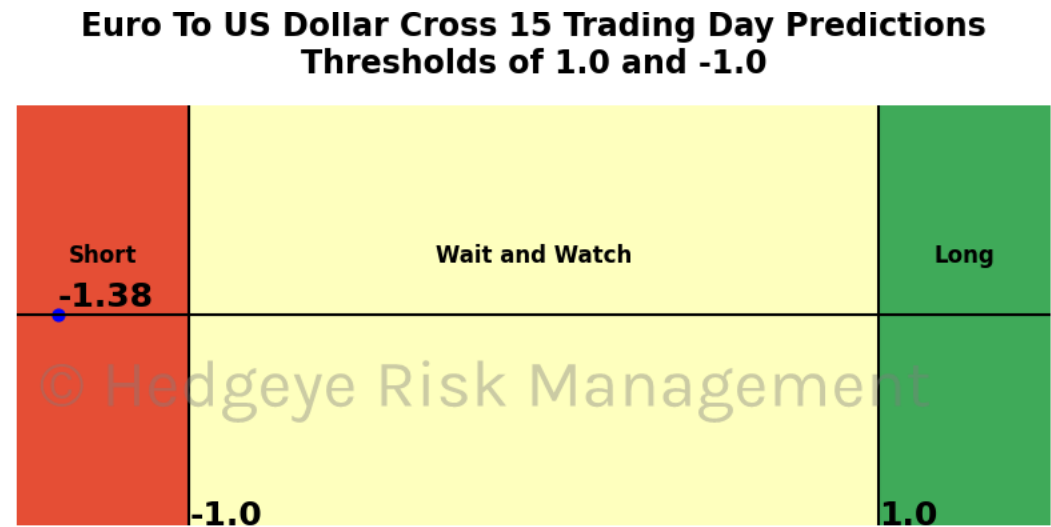 Euro To US Dollar Cross 15 Trading Day Predictions
Thresholds of 1.0 and -1.0
Short
Wait and Watch
Long
-1.38
© Hedgeye Risk Management
-1.0
1.0